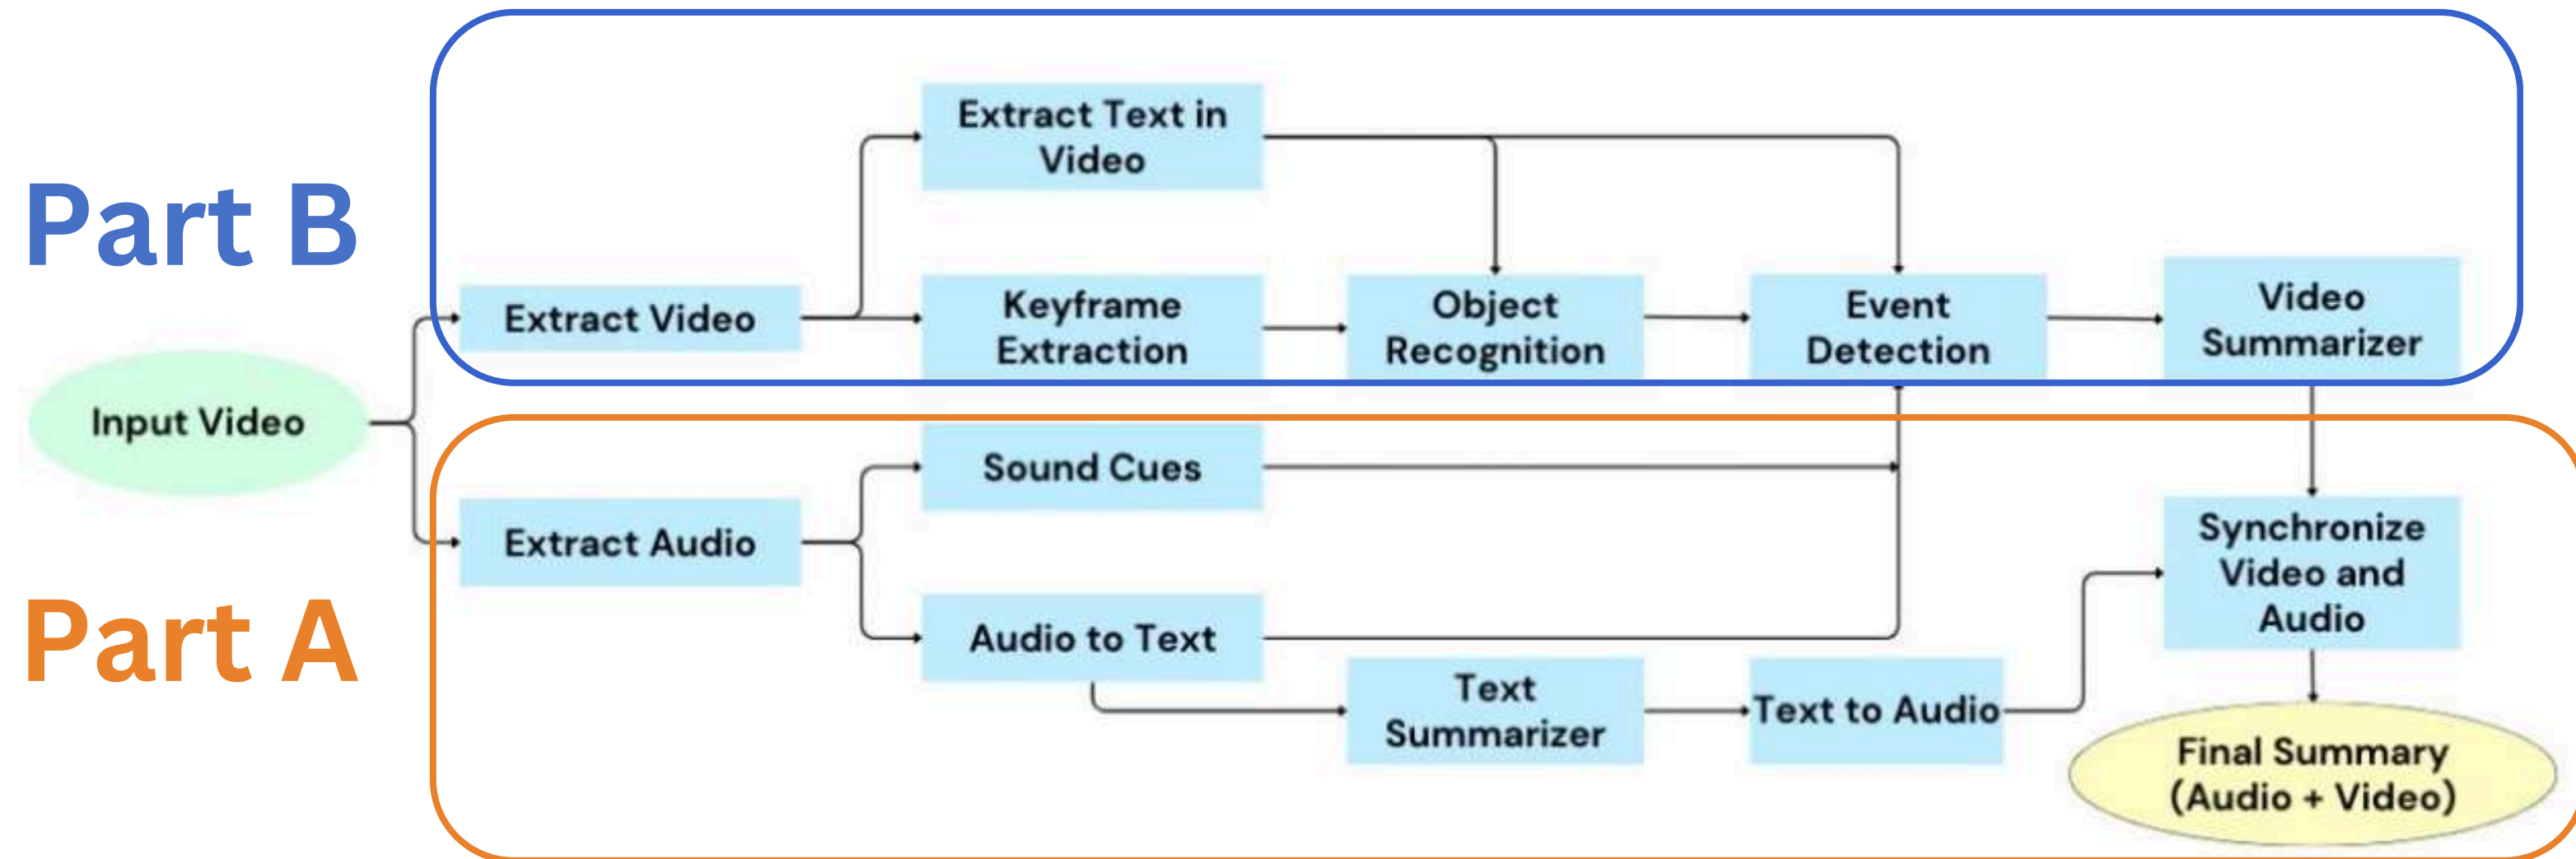 Part B
Extract Text in
Video
Extract Video
Keyframe
Extraction
Object
Recognition
Event
Detection
Video
Summarizer
Input Video
Part A
Sound Cues
Extract Audio
Audio to Text
Text
Summarizer
Text to Audio
Synchronize
Video and
Audio
Final Summary
(Audio + Video)